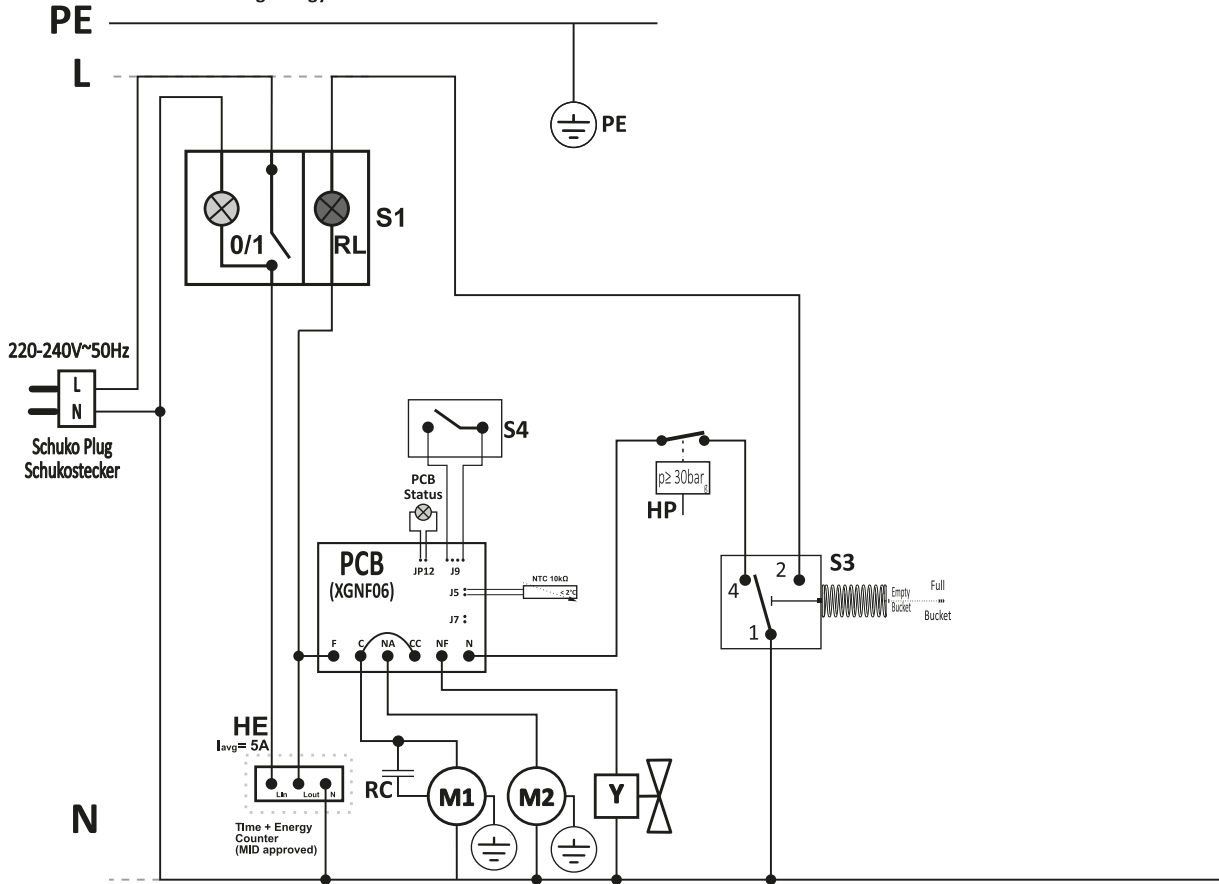 PE
L
PE
S1
0/1
RL
220-240V~50Hz
L
N
Schuko Plug
Schukostecker
S4
PCB
Status
p≥ 30bar
HP
PCB
(XGNF06)
JP12
J9
J5
J7
NTC 10kΩ
< 2°C
S3
4
2
1
Empty
Bucket
Full
Bucket
F
C
NA
CC
NF
N
HE
Iavg= 5A
Lin
Lout
N
Time + Energy
Counter
(MID approved)
RC
M1
M2
Y
N